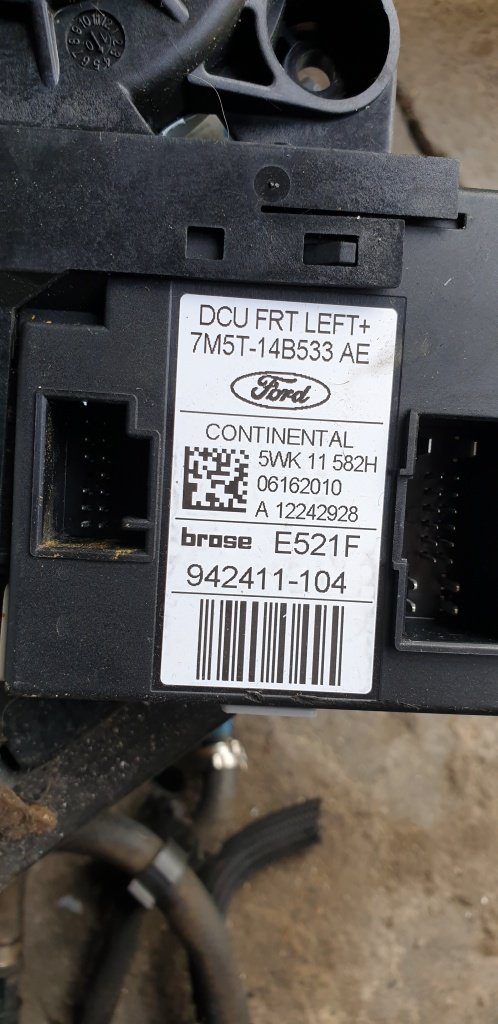 DCU FRT LEFT+
7M5T-14B533 AE
Ford
CONTINENTAL
5WK 11 582H
06162010
A 12242928
brose E521F
942411-104